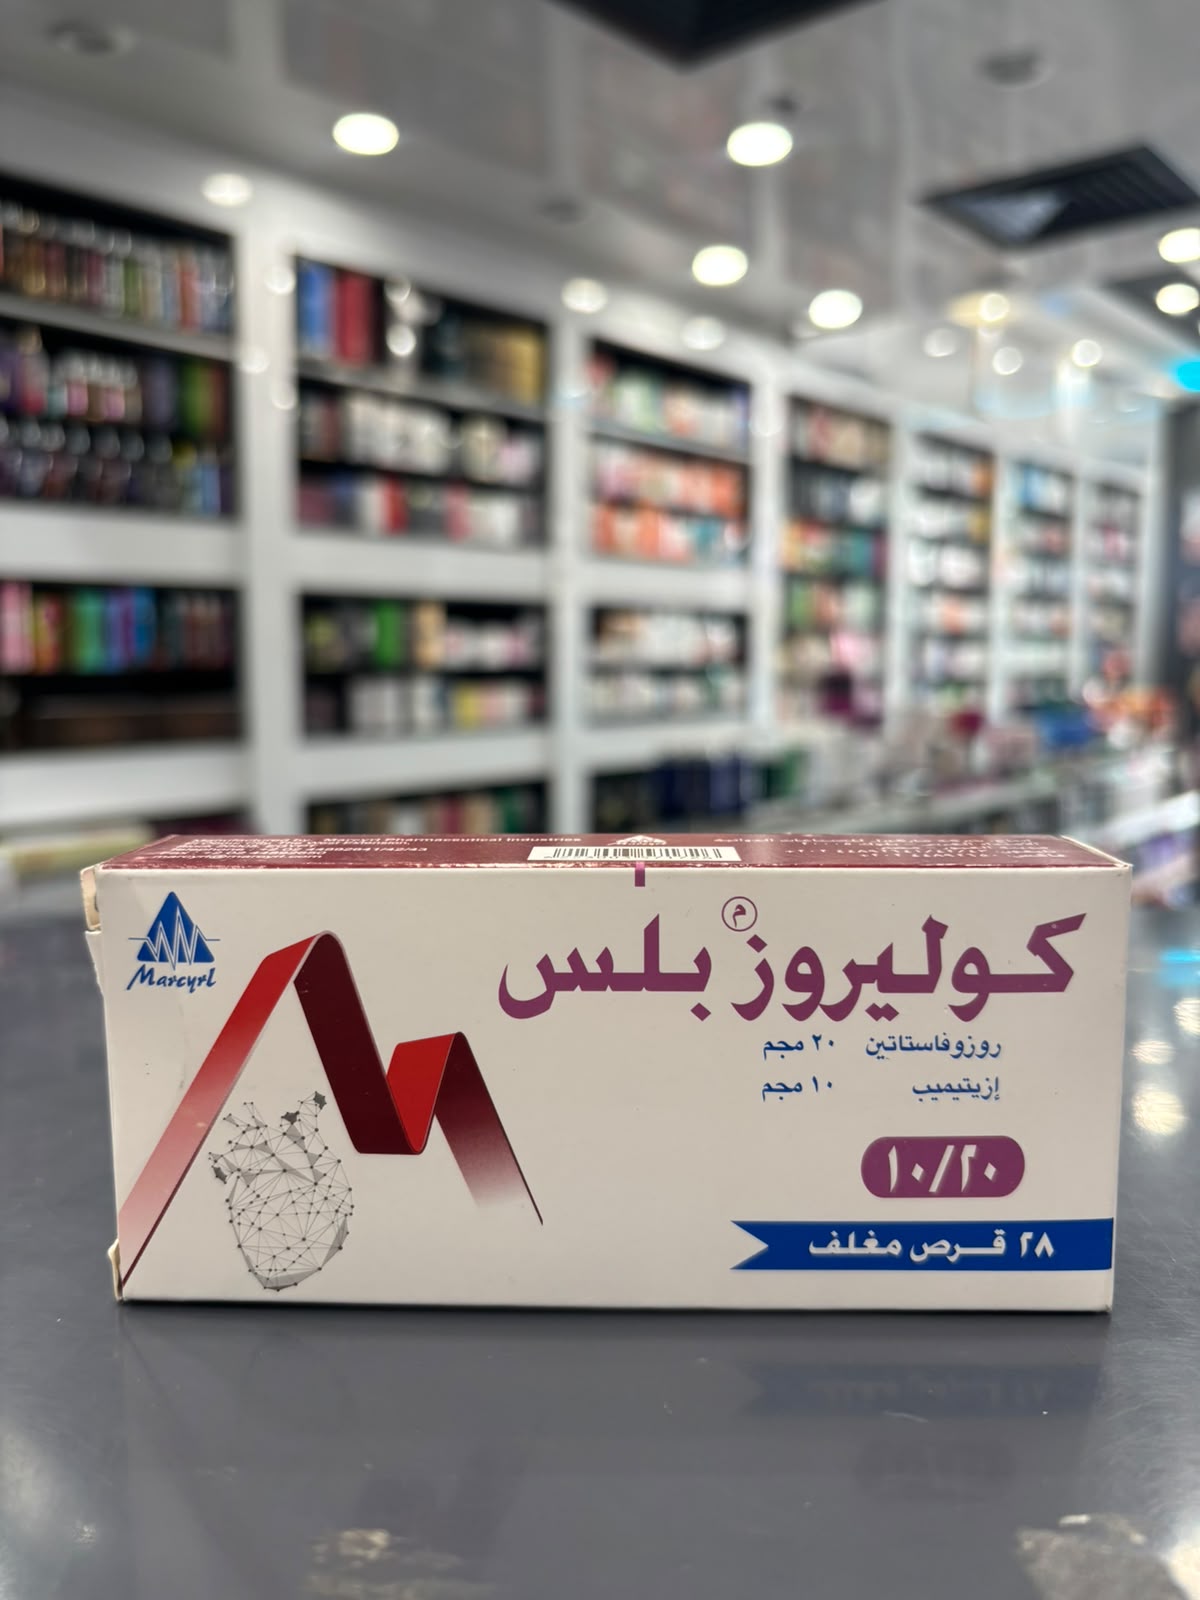 Marcyrl
كوليروز بلس
م
روزوفاستاتين ٢٠ مجم
إزيتيميب ١٠ مجم
١٠/٢٠
٢٨ قرص مغلف